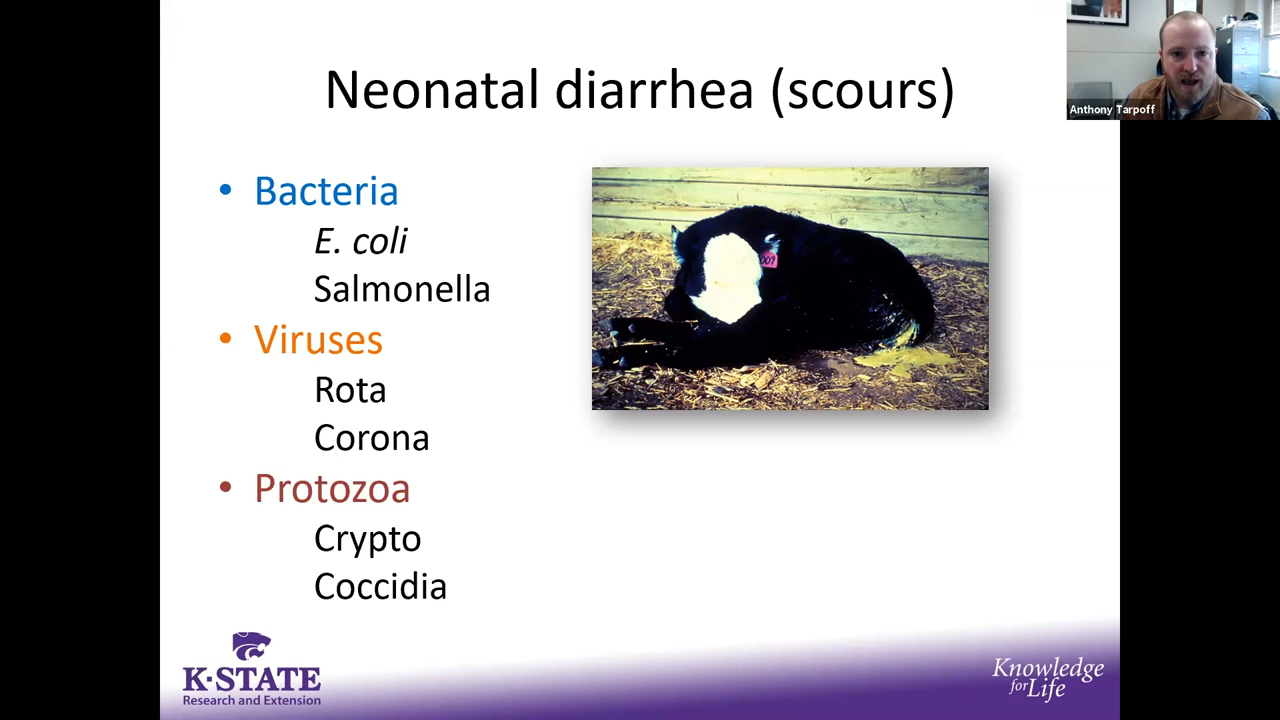 Neonatal diarrhea (scours)
Anthony Tarpoff
• Bacteria
E. coli
Salmonella
• Viruses
Rota
Corona
• Protozoa
Crypto
Coccidia
009
K-STATE
Research and Extension
Knowledge
for Life